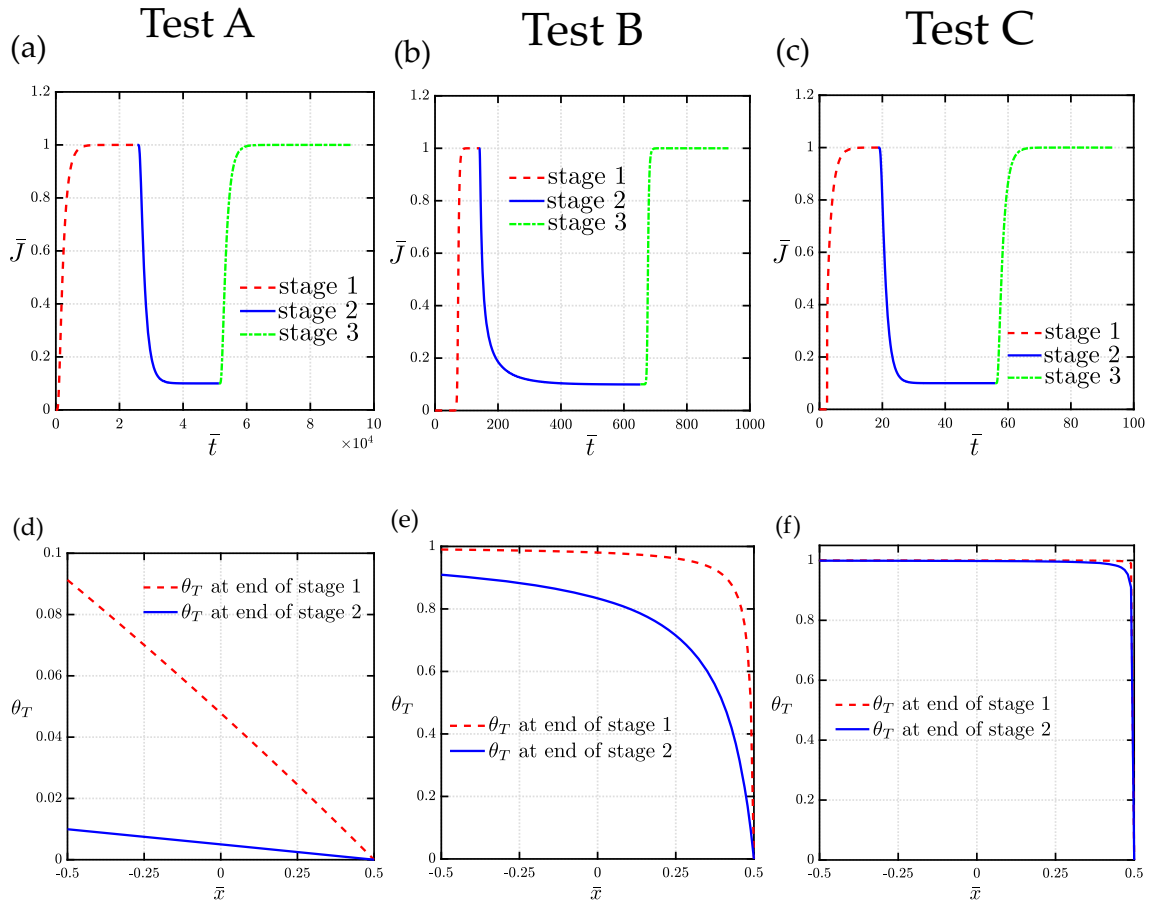 Test A
Test B
Test C
(a)
(b)
(c)
1.2
1
0.8
0.6
0.4
0.2
0
J̄
0
2
4
6
8
10
×10⁴
t̄
stage 1
stage 2
stage 3
1.2
1
0.8
0.6
0.4
0.2
0
J̄
0
200
400
600
800
1000
t̄
stage 1
stage 2
stage 3
1.2
1
0.8
0.6
0.4
0.2
0
J̄
0
20
40
60
80
100
t̄
stage 1
stage 2
stage 3
(d)
(e)
(f)
0.1
0.08
0.06
0.04
0.02
0
θ_T
-0.5
-0.25
0
0.25
0.5
x̄
θ_T at end of stage 1
θ_T at end of stage 2
1
0.8
0.6
0.4
0.2
0
θ_T
-0.5
-0.25
0
0.25
0.5
x̄
θ_T at end of stage 1
θ_T at end of stage 2
1
0.8
0.6
0.4
0.2
0
θ_T
-0.5
-0.25
0
0.25
0.5
x̄
θ_T at end of stage 1
θ_T at end of stage 2